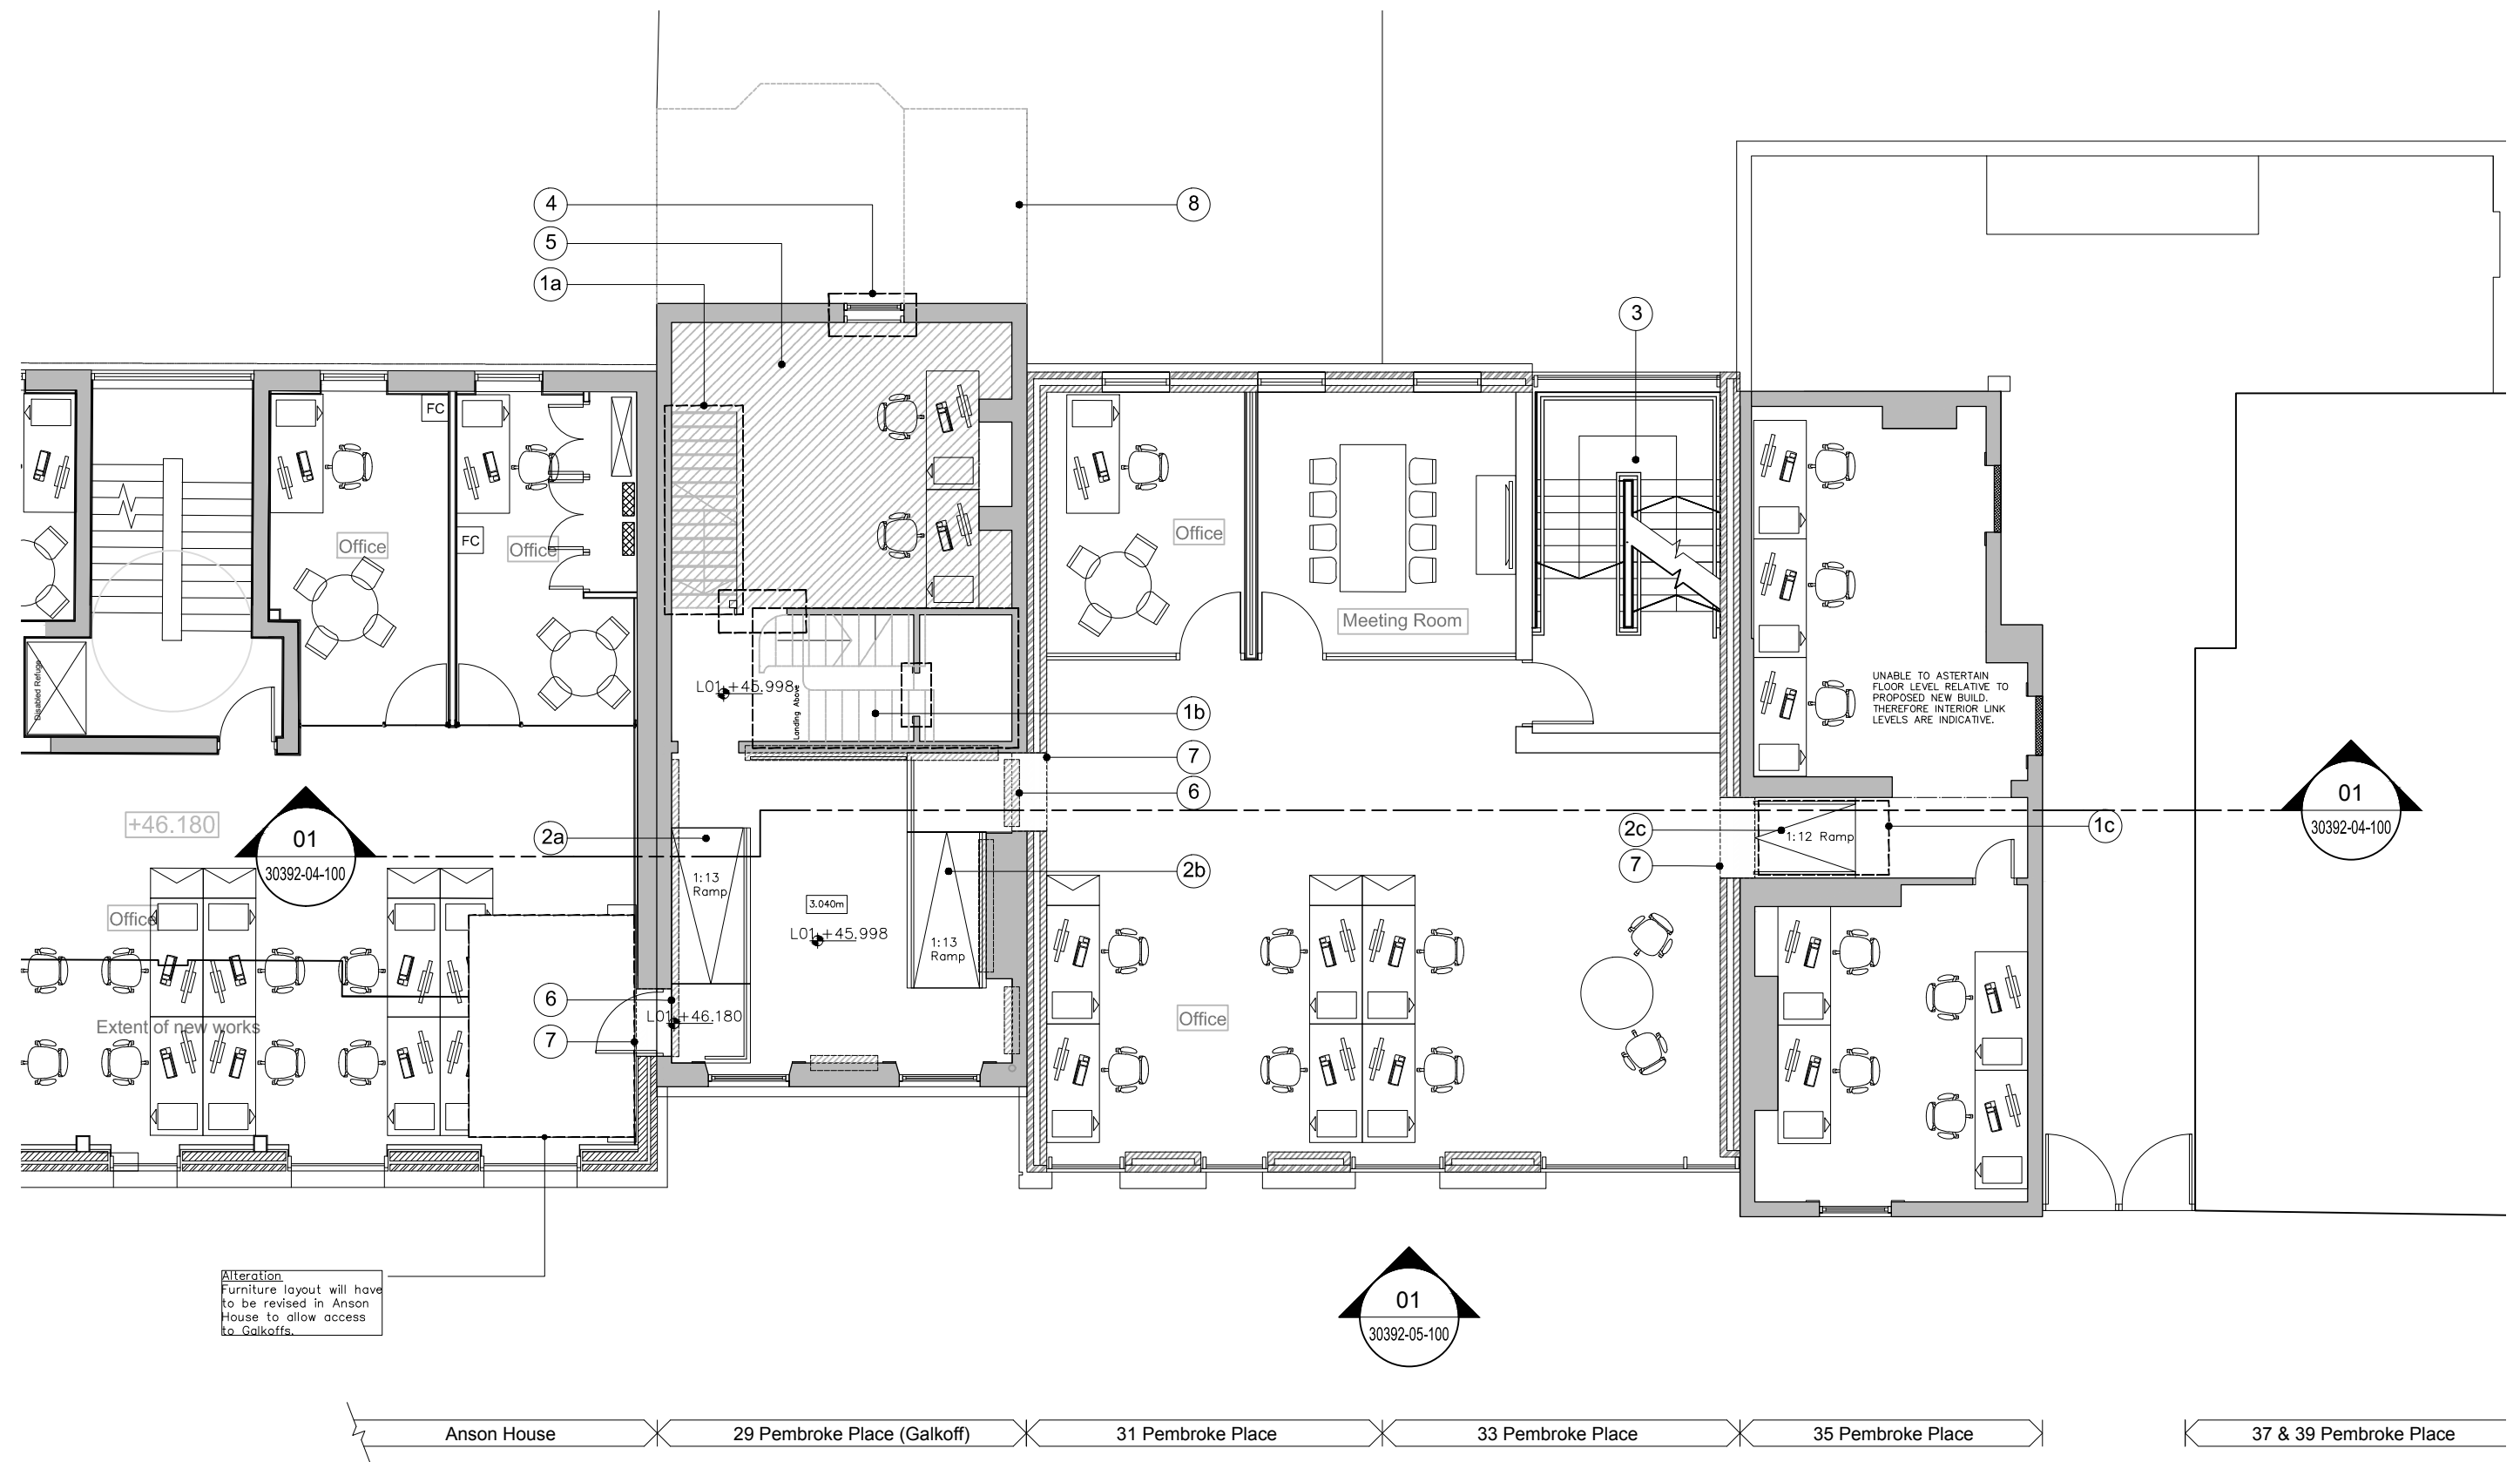 4
8
5
1a
3
FC
FC
Office
Office
Office
Meeting Room
Disabled Refuge
UNABLE TO ASTERTAIN
FLOOR LEVEL RELATIVE TO
PROPOSED NEW BUILD.
THEREFORE INTERIOR LINK
LEVELS ARE INDICATIVE.
L01 +45.998
Landing Above
1b
7
6
01
30392-04-100
+46.180
01
30392-04-100
2a
2c
1:12 Ramp
1c
7
2b
1:13
Ramp
3.040m
Office
L01 +45.998
1:13
Ramp
6
L01 +46.180
Office
Extent of new works
7
Alteration
Furniture layout will have
to be revised in Anson
House to allow access
to Galkoffs.
01
30392-05-100
Anson House
29 Pembroke Place (Galkoff)
31 Pembroke Place
33 Pembroke Place
35 Pembroke Place
37 & 39 Pembroke Place